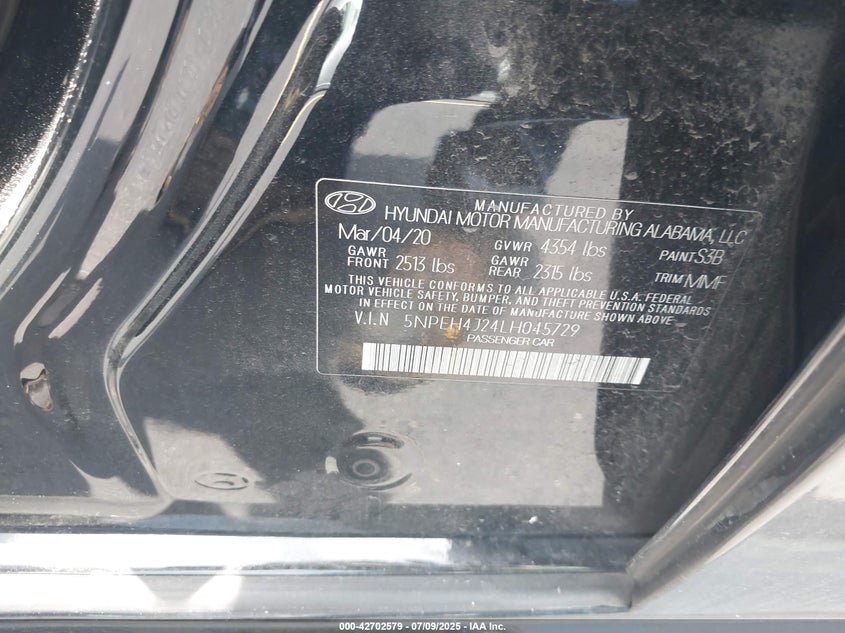 MANUFACTURED BY
HYUNDAI MOTOR MANUFACTURING ALABAMA, LLC
Mar/04/20 GVWR 4354 lbs PAINT S3B
GAWR FRONT 2513 lbs GAWR REAR 2315 lbs TRIM MMF
THIS VEHICLE CONFORMS TO ALL APPLICABLE U.S.A. FEDERAL
MOTOR VEHICLE SAFETY, BUMPER, AND THEFT PREVENTION STANDARDS
IN EFFECT ON THE DATE OF MANUFACTURE SHOWN ABOVE
V.I.N 5NPEH4J24LH045729
PASSENGER CAR
000-42702579 - 07/09/2025 - IAA Inc.